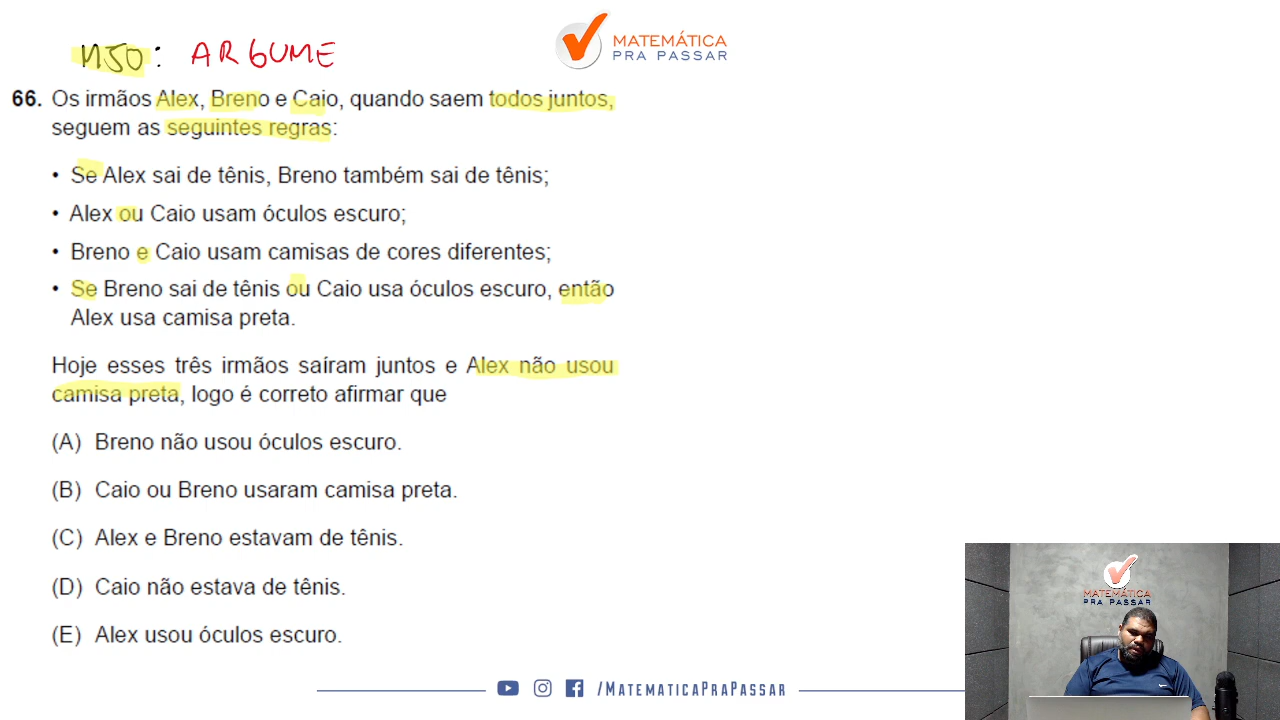 MATEMÁTICA
PRA PASSAR
MJO: ARGUME
66. Os irmãos Alex, Breno e Caio, quando saem todos juntos,
seguem as seguintes regras:
• Se Alex sai de tênis, Breno também sai de tênis;
• Alex ou Caio usam óculos escuro;
• Breno e Caio usam camisas de cores diferentes;
• Se Breno sai de tênis ou Caio usa óculos escuro, então
Alex usa camisa preta.
Hoje esses três irmãos saíram juntos e Alex não usou
camisa preta, logo é correto afirmar que
(A) Breno não usou óculos escuro.
(B) Caio ou Breno usaram camisa preta.
(C) Alex e Breno estavam de tênis.
(D) Caio não estava de tênis.
(E) Alex usou óculos escuro.
MATEMÁTICA
PRA PASSAR
/MATEMATICAPRAPASSAR